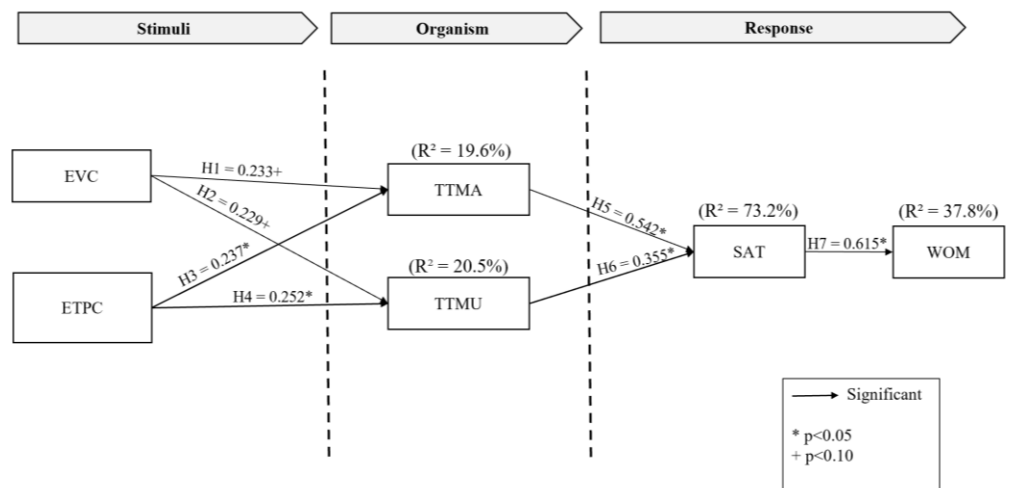 Stimuli
Organism
Response
(R² = 19.6%)
EVC
H1 = 0.233+
TTMA
H2 = 0.229+
H5 = 0.542*
(R² = 73.2%)
(R² = 37.8%)
H3 = 0.237*
(R² = 20.5%)
H6 = 0.355*
SAT
H7 = 0.615*
WOM
ETPC
H4 = 0.252*
TTMU
Significant
* p<0.05
+ p<0.10